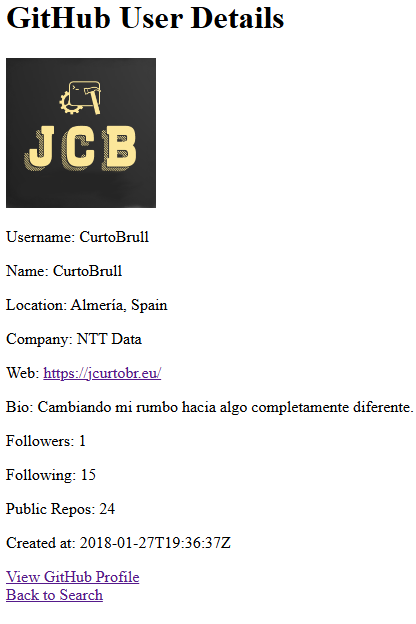 GitHub User Details
JCB
Username: CurtoBrull
Name: CurtoBrull
Location: Almería, Spain
Company: NTT Data
Web: https://jcurtobr.eu/
Bio: Cambiando mi rumbo hacia algo completamente diferente.
Followers: 1
Following: 15
Public Repos: 24
Created at: 2018-01-27T19:36:37Z
View GitHub Profile
Back to Search